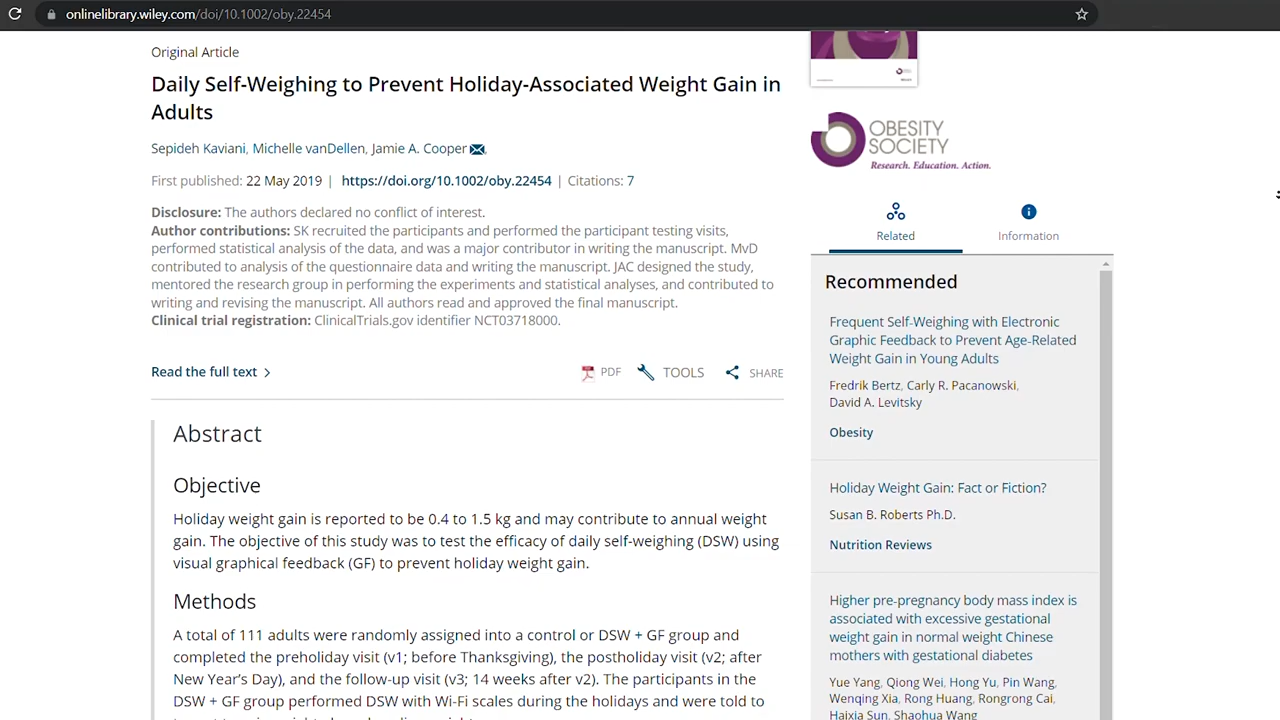 onlinelibrary.wiley.com/doi/10.1002/oby.22454
Original Article
Daily Self-Weighing to Prevent Holiday-Associated Weight Gain in
Adults
Sepideh Kaviani, Michelle vanDellen, Jamie A. Cooper
First published: 22 May 2019 | https://doi.org/10.1002/oby.22454 | Citations: 7
Disclosure: The authors declared no conflict of interest.
Author contributions: SK recruited the participants and performed the participant testing visits,
performed statistical analysis of the data, and was a major contributor in writing the manuscript. MvD
contributed to analysis of the questionnaire data and writing the manuscript. JAC designed the study,
mentored the research group in performing the experiments and statistical analyses, and contributed to
writing and revising the manuscript. All authors read and approved the final manuscript.
Clinical trial registration: ClinicalTrials.gov identifier NCT03718000.
Read the full text
PDF
TOOLS
SHARE
Abstract
Objective
Holiday weight gain is reported to be 0.4 to 1.5 kg and may contribute to annual weight
gain. The objective of this study was to test the efficacy of daily self-weighing (DSW) using
visual graphical feedback (GF) to prevent holiday weight gain.
Methods
A total of 111 adults were randomly assigned into a control or DSW + GF group and
completed the preholiday visit (v1; before Thanksgiving), the postholiday visit (v2; after
New Year's Day), and the follow-up visit (v3; 14 weeks after v2). The participants in the
DSW + GF group performed DSW with Wi-Fi scales during the holidays and were told to
OBESITY
SOCIETY
Research. Education. Action.
Related
Information
Recommended
Frequent Self-Weighing with Electronic
Graphic Feedback to Prevent Age-Related
Weight Gain in Young Adults
Fredrik Bertz, Carly R. Pacanowski,
David A. Levitsky
Obesity
Holiday Weight Gain: Fact or Fiction?
Susan B. Roberts Ph.D.
Nutrition Reviews
Higher pre-pregnancy body mass index is
associated with excessive gestational
weight gain in normal weight Chinese
mothers with gestational diabetes
Yue Yang, Qiong Wei, Hong Yu, Pin Wang,
Wenqing Xia, Rong Huang, Rongrong Cai,
Haixia Sun, Shaohua Wang